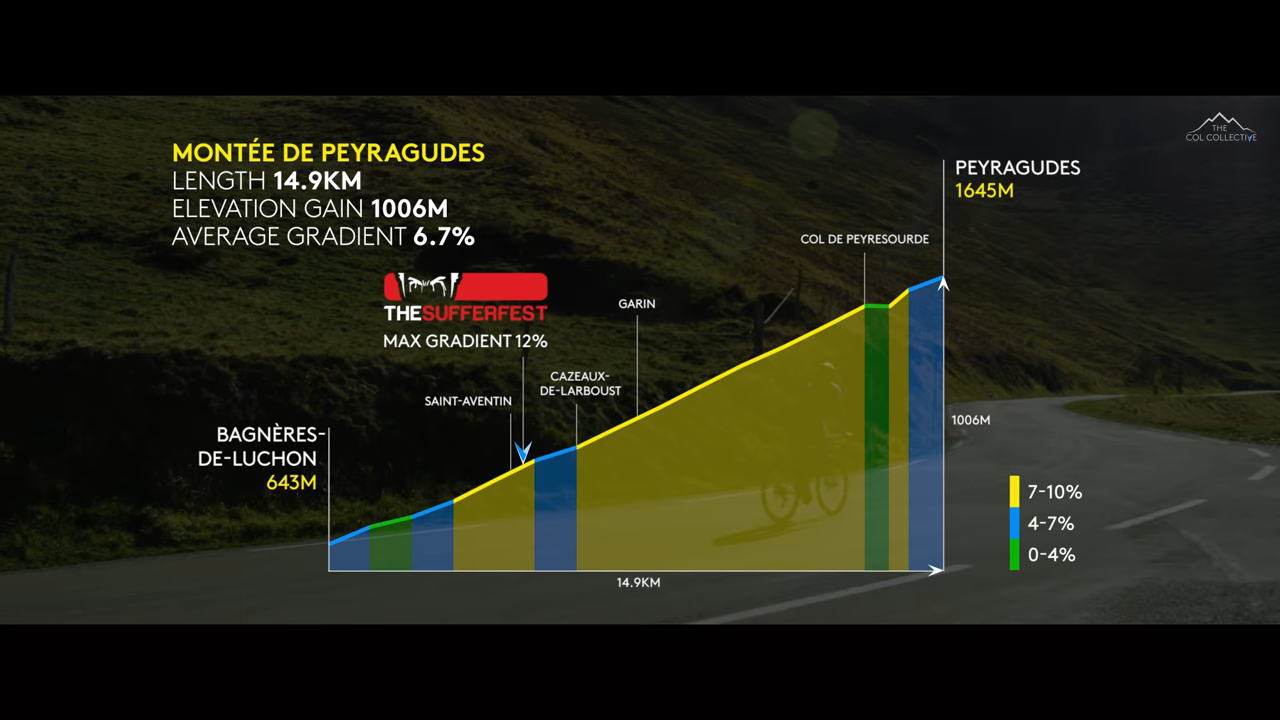 THE
COL COLLECTIVE
MONTÉE DE PEYRAGUDES
LENGTH 14.9KM
ELEVATION GAIN 1006M
AVERAGE GRADIENT 6.7%
PEYRAGUDES
1645M
COL DE PEYRESOURDE
THESUFFERFEST
MAX GRADIENT 12%
GARIN
CAZEAUX-
DE-LARBOUST
SAINT-AVENTIN
BAGNÈRES-
DE-LUCHON
643M
1006M
7-10%
4-7%
0-4%
14.9KM